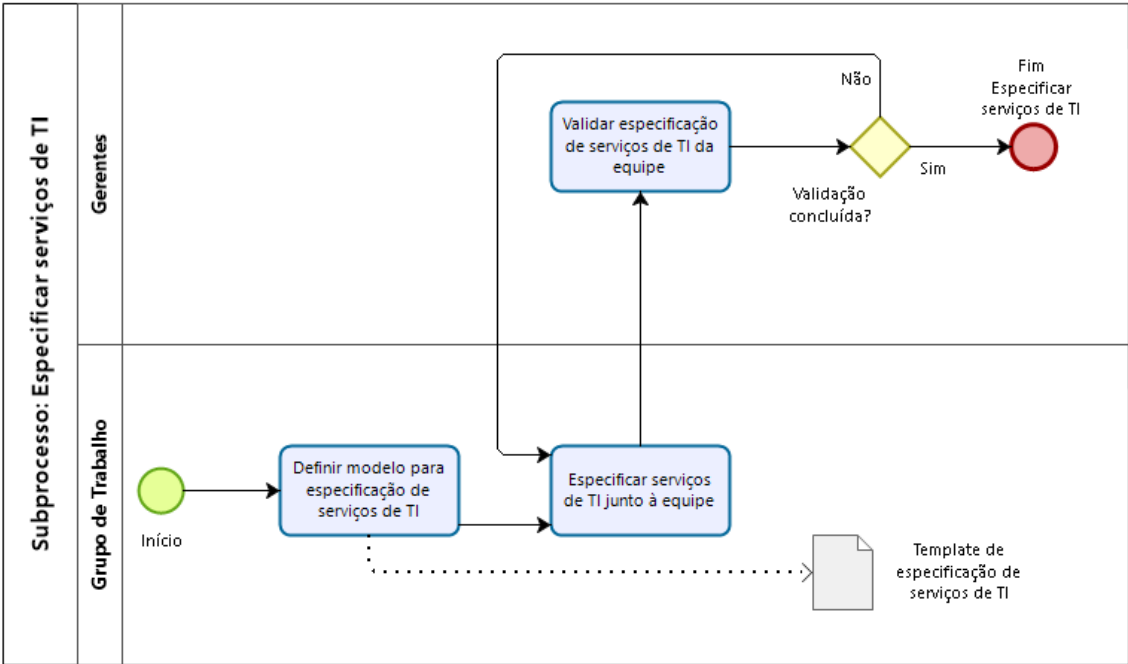 Subprocesso: Especificar serviços de TI
Gerentes
Não
Fim
Especificar
serviços de TI
Validar especificação
de serviços de TI da
equipe
Sim
Validação
concluída?
Grupo de Trabalho
Início
Definir modelo para
especificação de
serviços de TI
Especificar serviços
de TI junto à equipe
Template de
especificação de
serviços de TI